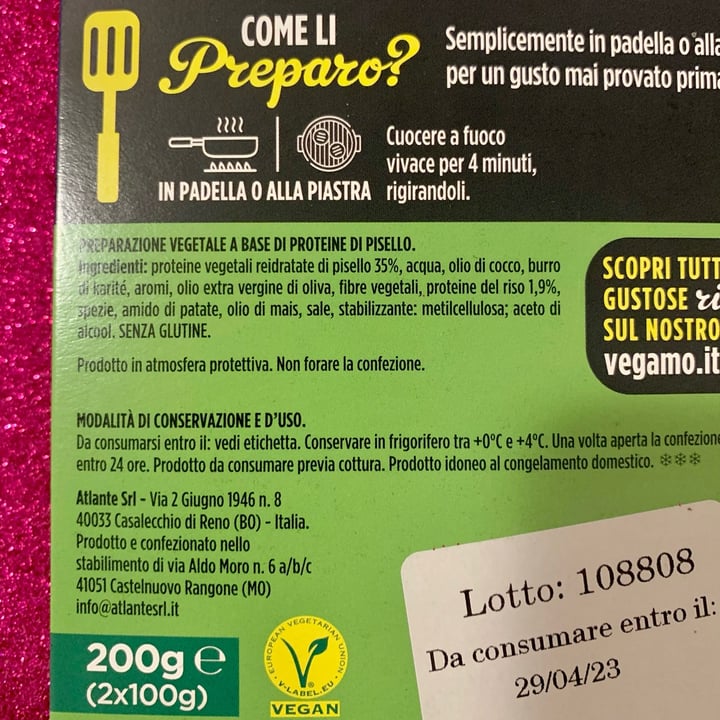 COME LI
Preparo?
Semplicemente in padella o alla
per un gusto mai provato prima
Cuocere a fuoco
vivace per 4 minuti,
rigirandoli.
IN PADELLA O ALLA PIASTRA
PREPARAZIONE VEGETALE A BASE DI PROTEINE DI PISELLO.
Ingredienti: proteine vegetali reidratate di pisello 35%, acqua, olio di cocco, burro
di karité, aromi, olio extra vergine di oliva, fibre vegetali, proteine del riso 1,9%,
spezie, amido di patate, olio di mais, sale, stabilizzante: metilcellulosa; aceto di
alcool. SENZA GLUTINE.
Prodotto in atmosfera protettiva. Non forare la confezione.
SCOPRI TUTT
GUSTOSE ri
SUL NOSTRO
vegamo.it
MODALITÀ DI CONSERVAZIONE E D'USO.
Da consumarsi entro il: vedi etichetta. Conservare in frigorifero tra +0°C e +4°C. Una volta aperta la confezione
entro 24 ore. Prodotto da consumare previa cottura. Prodotto idoneo al congelamento domestico.
Atlante Srl - Via 2 Giugno 1946 n. 8
40033 Casalecchio di Reno (BO) - Italia.
Prodotto e confezionato nello
stabilimento di via Aldo Moro n. 6 a/b/c
41051 Castelnuovo Rangone (MO)
info@atlantesrl.it
200g e
(2x100g)
EUROPEAN VEGETARIAN UNION
V-LABEL.EU
VEGAN
Lotto: 108808
Da consumare entro il:
29/04/23